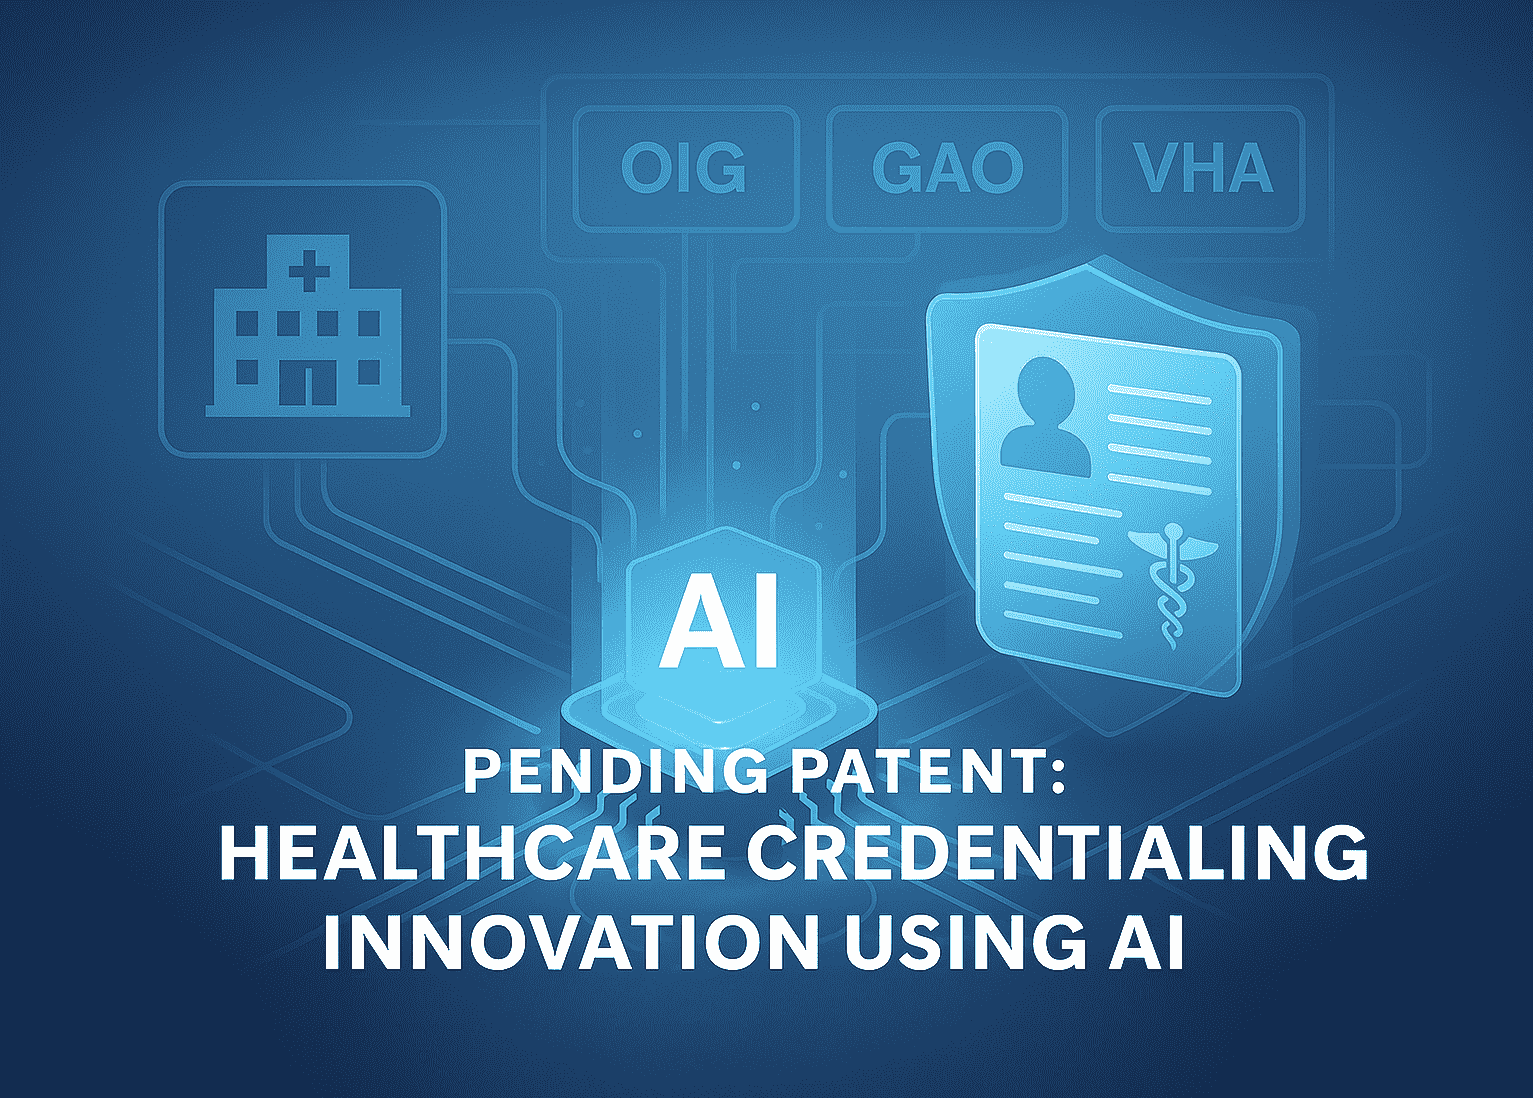 OIG GAO VHA
AI
PENDING PATENT:
HEALTHCARE CREDENTIALING
INNOVATION USING AI